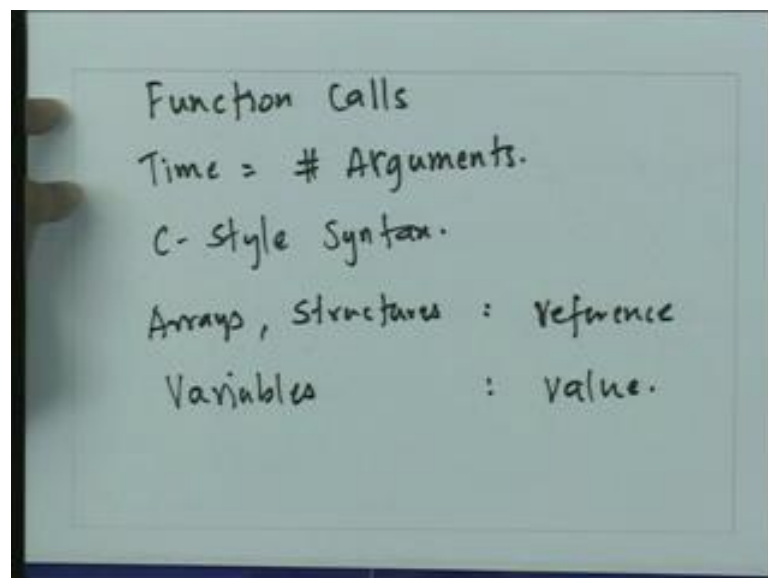 Function Calls
Time = # Arguments.
C-Style Syntax.
Arrays, Structures : reference
Variables : value.